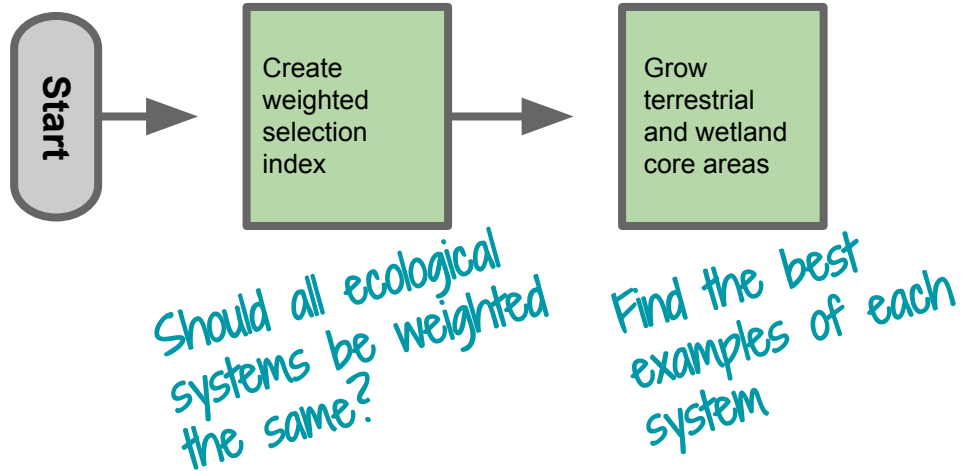 Start
Create
weighted
selection
index
Grow
terrestrial
and wetland
core areas
Should all ecological
systems be weighted
the same?
Find the best
examples of each
system